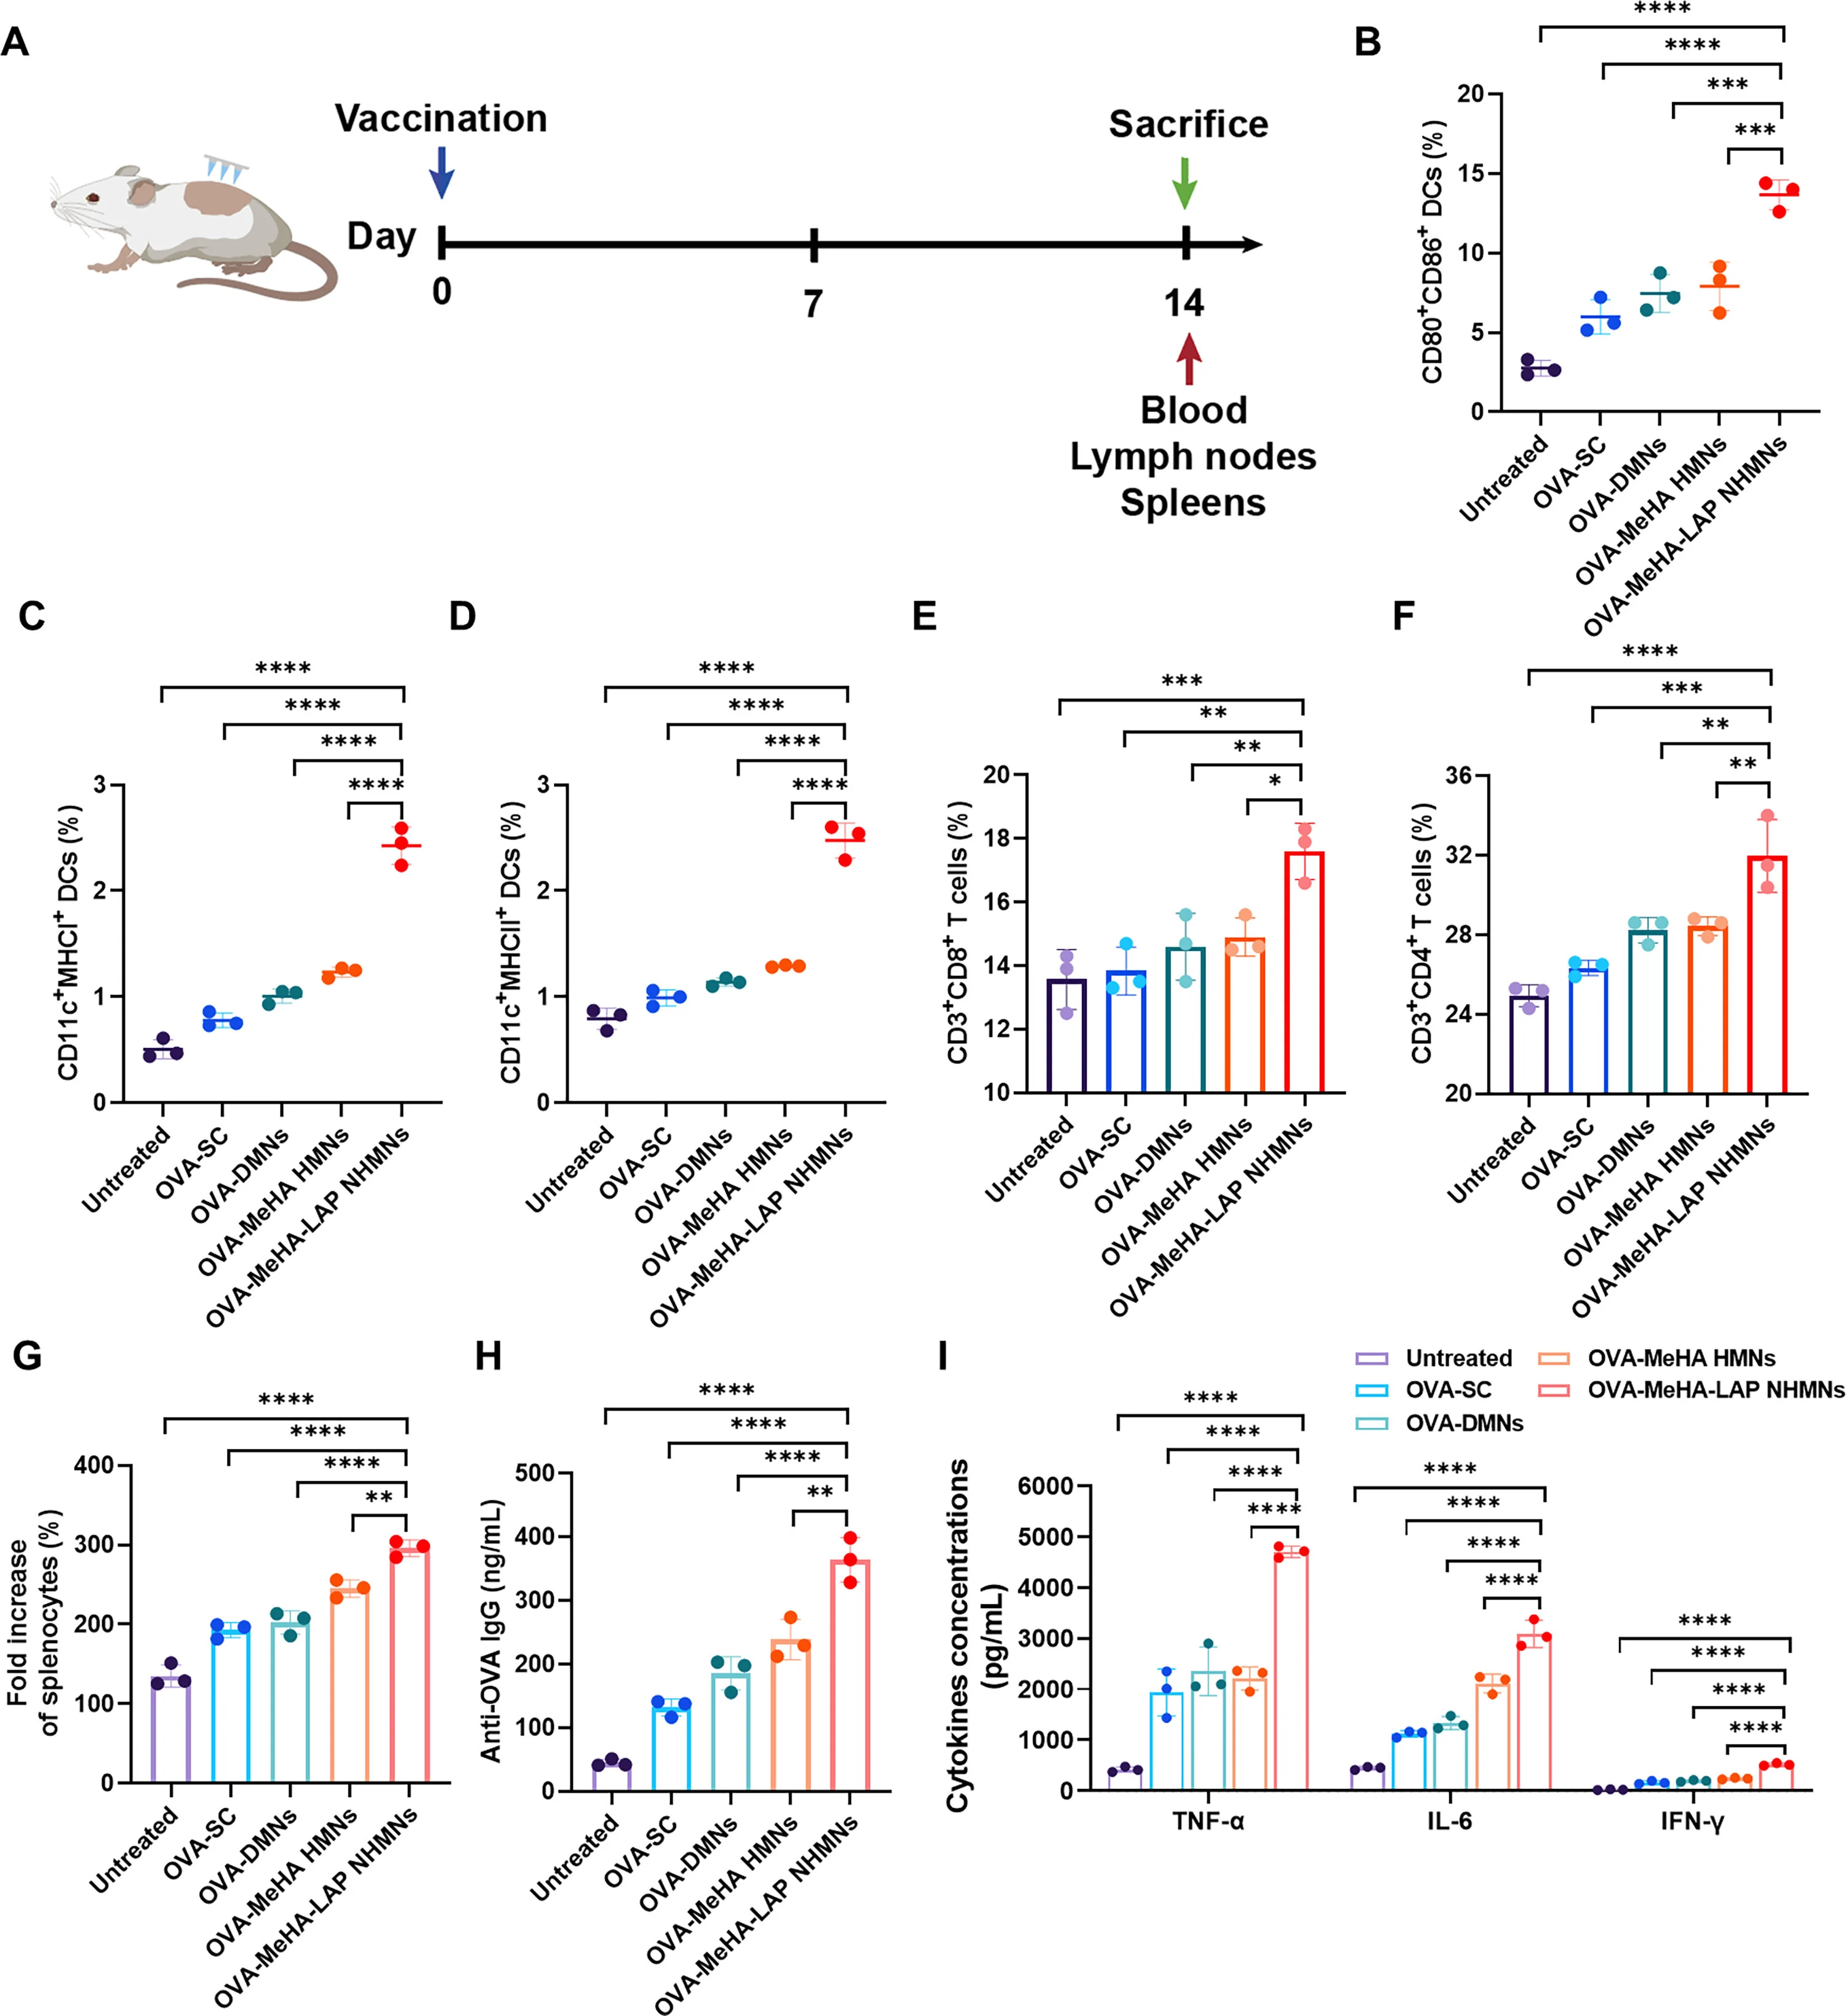 A
Vaccination
Sacrifice
Day
0
7
14
Blood
Lymph nodes
Spleens
B
****
****
***
***
CD80+CD86+ DCs (%)
20
15
10
5
0
Untreated
OVA-SC
OVA-DMNs
OVA-MeHA HMNs
OVA-MeHA-LAP NHMNs
C
****
****
****
****
CD11c+MHCI+ DCs (%)
3
2
1
0
Untreated
OVA-SC
OVA-DMNs
OVA-MeHA HMNs
OVA-MeHA-LAP NHMNs
D
****
****
****
****
CD11c+MHCII+ DCs (%)
3
2
1
0
Untreated
OVA-SC
OVA-DMNs
OVA-MeHA HMNs
OVA-MeHA-LAP NHMNs
E
***
**
**
*
CD3+CD8+ T cells (%)
20
18
16
14
12
10
Untreated
OVA-SC
OVA-DMNs
OVA-MeHA HMNs
OVA-MeHA-LAP NHMNs
F
****
***
**
**
CD3+CD4+ T cells (%)
36
32
28
24
20
Untreated
OVA-SC
OVA-DMNs
OVA-MeHA HMNs
OVA-MeHA-LAP NHMNs
G
****
****
****
**
Fold increase
of splenocytes (%)
400
300
200
100
0
Untreated
OVA-SC
OVA-DMNs
OVA-MeHA HMNs
OVA-MeHA-LAP NHMNs
H
****
****
****
**
Anti-OVA IgG (ng/mL)
500
400
300
200
100
0
Untreated
OVA-SC
OVA-DMNs
OVA-MeHA HMNs
OVA-MeHA-LAP NHMNs
I
Untreated
OVA-SC
OVA-DMNs
OVA-MeHA HMNs
OVA-MeHA-LAP NHMNs
Cytokines concentrations
(pg/mL)
6000
5000
4000
3000
2000
1000
0
****
****
****
****
****
****
****
****
****
****
****
****
TNF-α
IL-6
IFN-γ